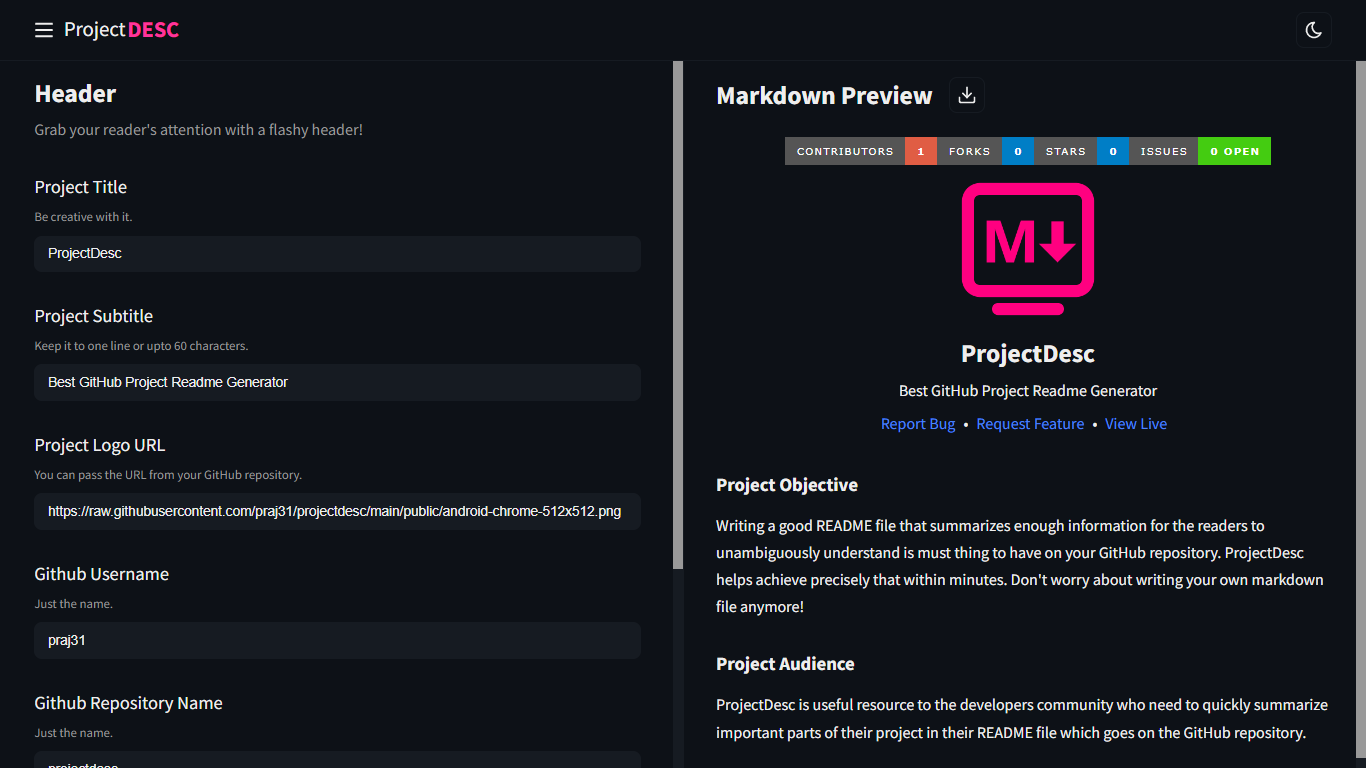 ProjectDESC
Header
Grab your reader's attention with a flashy header!
Project Title
Be creative with it.
ProjectDesc
Project Subtitle
Keep it to one line or upto 60 characters.
Best GitHub Project Readme Generator
Project Logo URL
You can pass the URL from your GitHub repository.
https://raw.githubusercontent.com/praj31/projectdesc/main/public/android-chrome-512x512.png
Github Username
Just the name.
praj31
Github Repository Name
Just the name.
projectdesc
Markdown Preview
CONTRIBUTORS 1 FORKS 0 STARS 0 ISSUES 0 OPEN
M
ProjectDesc
Best GitHub Project Readme Generator
Report Bug • Request Feature • View Live
Project Objective
Writing a good README file that summarizes enough information for the readers to
unambiguously understand is must thing to have on your GitHub repository. ProjectDesc
helps achieve precisely that within minutes. Don't worry about writing your own markdown
file anymore!
Project Audience
ProjectDesc is useful resource to the developers community who need to quickly summarize
important parts of their project in their README file which goes on the GitHub repository.